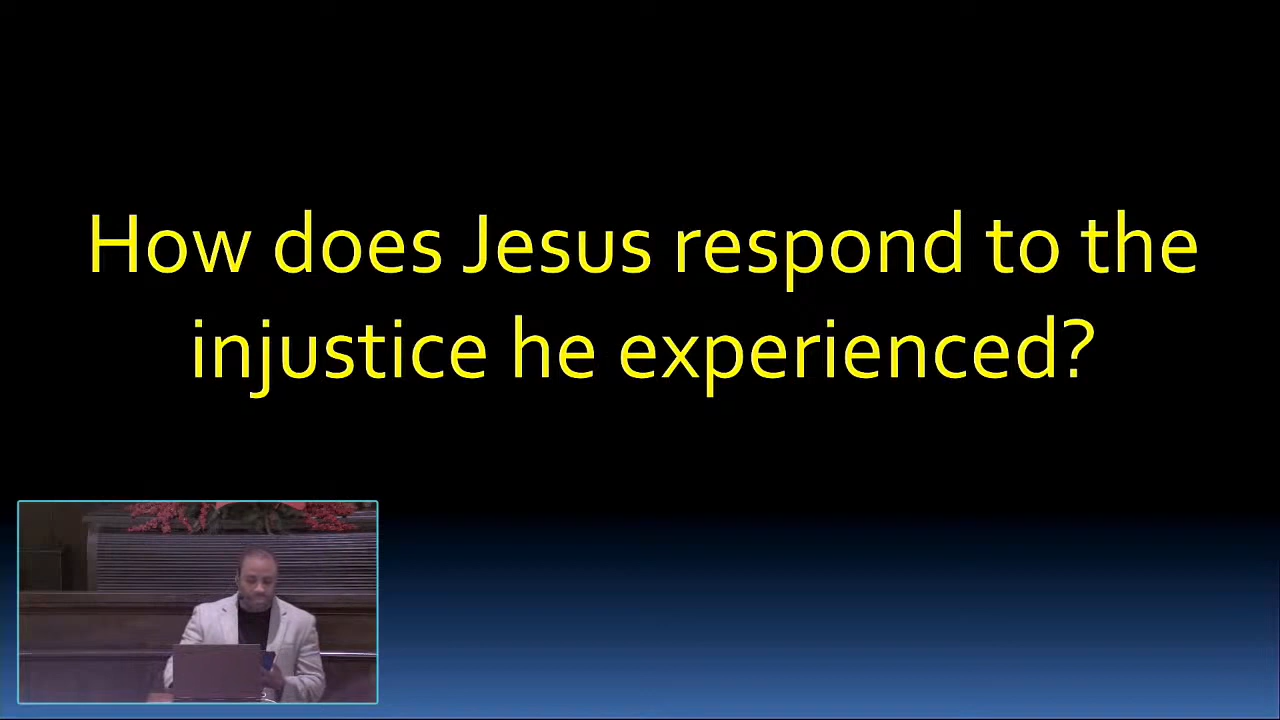 How does Jesus respond to the
injustice he experienced?